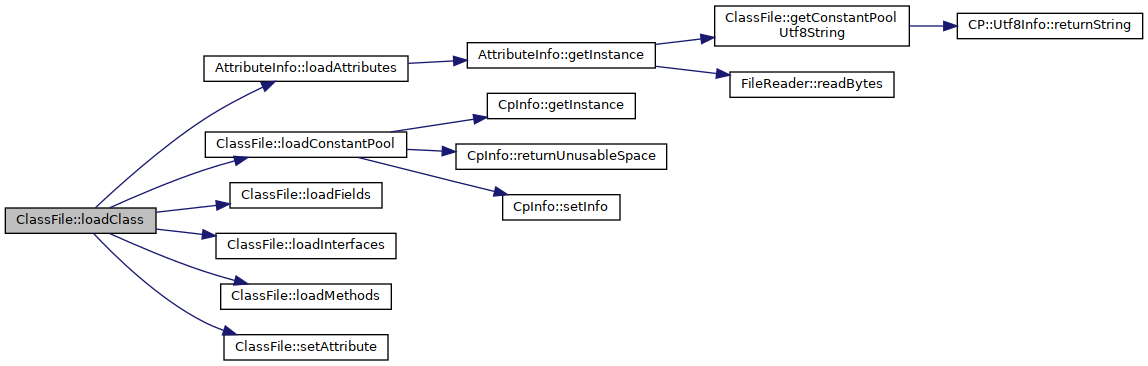 ClassFile::loadClass
AttributeInfo::loadAttributes
AttributeInfo::getInstance
ClassFile::getConstantPool
Utf8String
CP::Utf8Info::returnString
FileReader::readBytes
ClassFile::loadConstantPool
CpInfo::getInstance
CpInfo::returnUnusableSpace
CpInfo::setInfo
ClassFile::loadFields
ClassFile::loadInterfaces
ClassFile::loadMethods
ClassFile::setAttribute